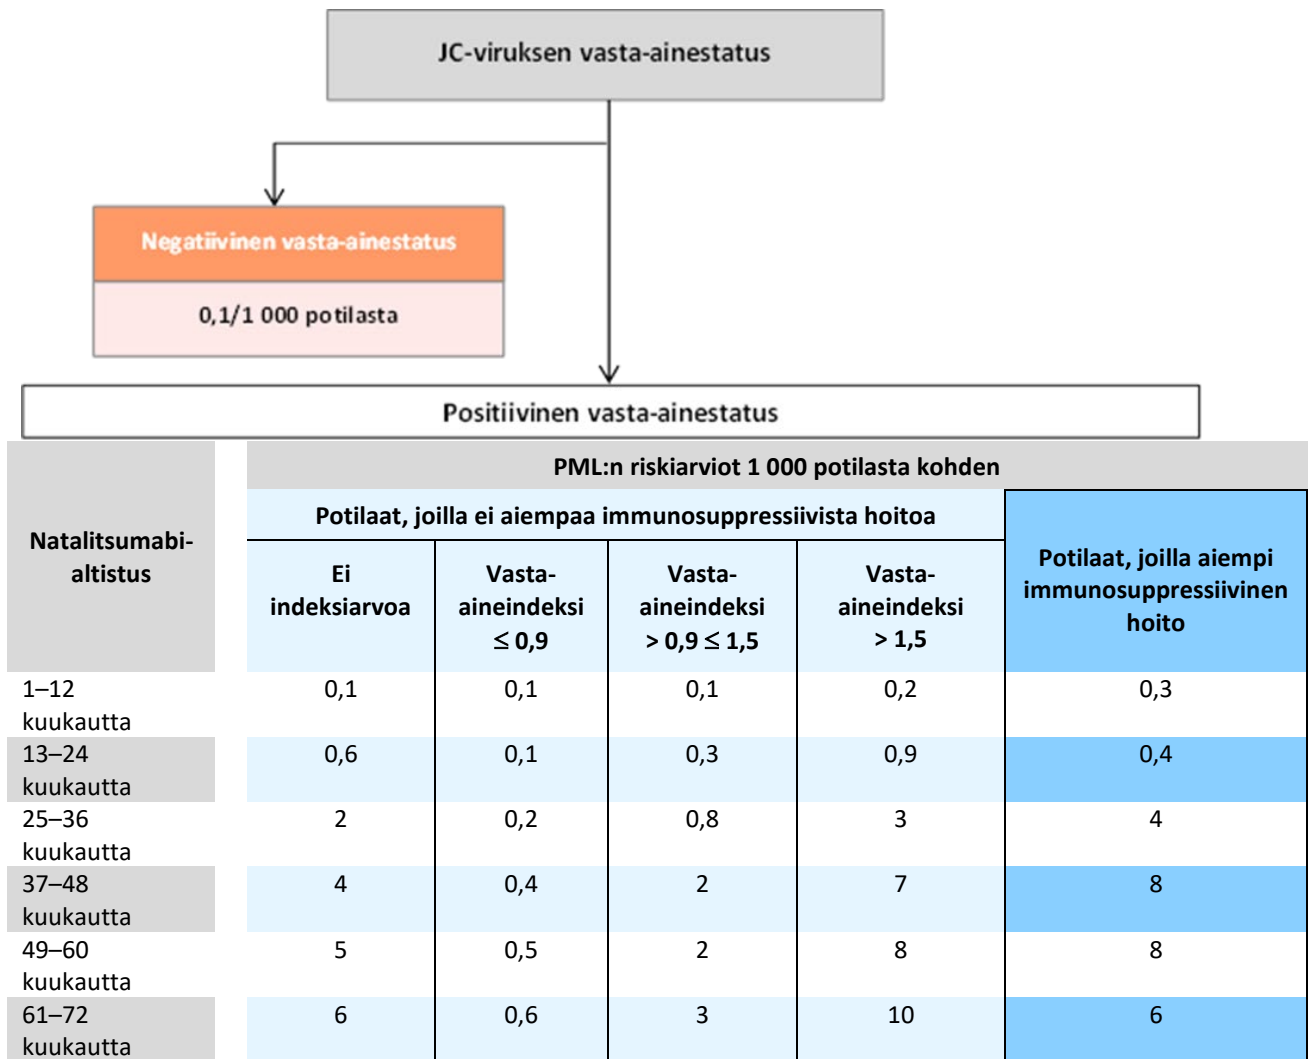 JC-viruksen vasta-ainestatus
Negatiivinen vasta-ainestatus
0,1/1 000 potilasta
Positiivinen vasta-ainestatus
Natalitsumabi-
altistus
PML:n riskiarviot 1 000 potilasta kohden
Potilaat, joilla ei aiempaa immunosuppressiivista hoitoa
Potilaat, joilla aiempi
immunosuppressiivinen
hoito
Ei
indeksiarvoa
Vasta-
aineindeksi
≤ 0,9
Vasta-
aineindeksi
> 0,9 ≤ 1,5
Vasta-
aineindeksi
> 1,5
1–12
kuukautta
0,1 0,1 0,1 0,2 0,3
13–24
kuukautta
0,6 0,1 0,3 0,9 0,4
25–36
kuukautta
2 0,2 0,8 3 4
37–48
kuukautta
4 0,4 2 7 8
49–60
kuukautta
5 0,5 2 8 8
61–72
kuukautta
6 0,6 3 10 6